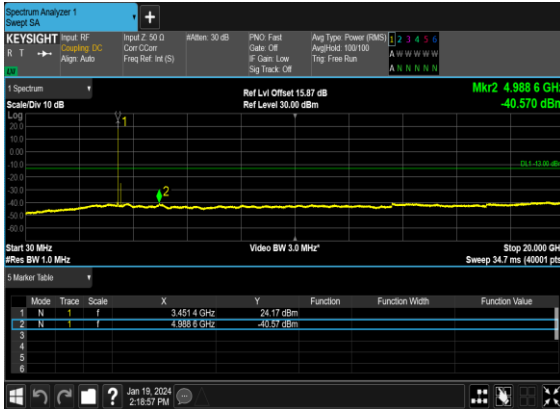 Spectrum Analyzer 1
Swept SA
+
KEYSIGHT
R T
Input: RF
Coupling: DC
Align: Auto
Input Z: 50 Ω
Corr CCorr
Freq Ref: Int (S)
#Atten: 30 dB
PNO: Fast
Gate: Off
IF Gain: Low
Sig Track: Off
Avg Type: Power (RMS)
Avg|Hold: 100/100
Trig: Free Run
1 2 3 4 5 6
A W W W W W
A N N N N N
1 Spectrum
Scale/Div 10 dB
Ref Lvl Offset 15.87 dB
Ref Level 30.00 dBm
Mkr2 4.988 6 GHz
-40.570 dBm
Log
20.0
10.0
0.00
-10.0
-20.0
-30.0
-40.0
-50.0
-60.0
1
2
DL1 -13.00 dBm
Start 30 MHz
#Res BW 1.0 MHz
Video BW 3.0 MHz*
Stop 20.000 GHz
Sweep 34.7 ms (40001 pts)
5 Marker Table
Mode Trace Scale X Y Function Function Width Function Value
1 N 1 f 3.451 4 GHz 24.17 dBm
2 N 1 f 4.988 6 GHz -40.57 dBm
3
4
5
6
?
Jan 19, 2024
2:18:57 PM